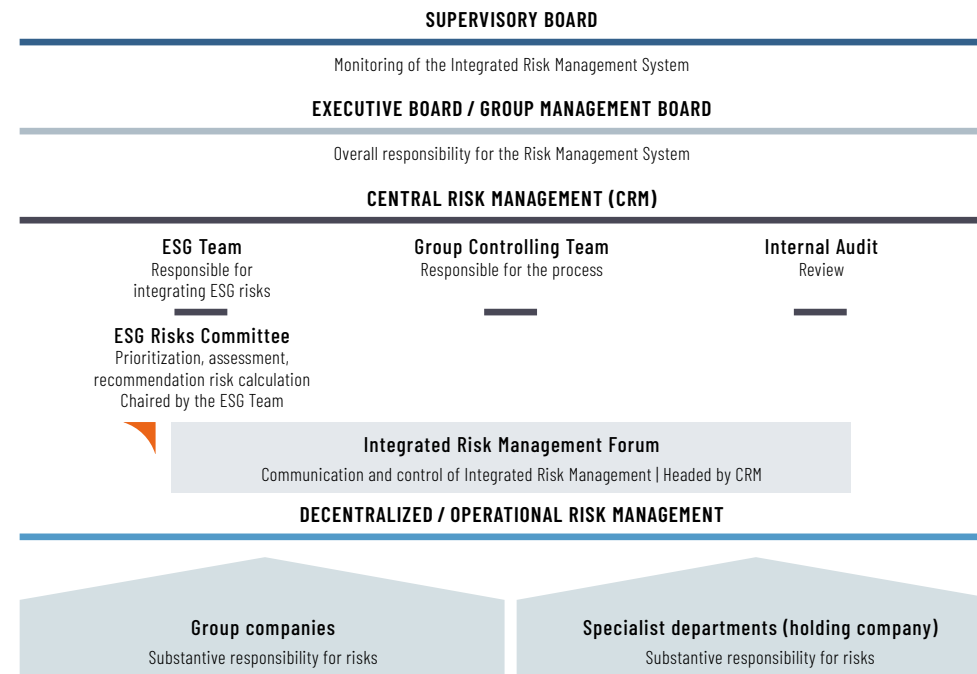 SUPERVISORY BOARD
Monitoring of the Integrated Risk Management System
EXECUTIVE BOARD / GROUP MANAGEMENT BOARD
Overall responsibility for the Risk Management System
CENTRAL RISK MANAGEMENT (CRM)
ESG Team
Responsible for
integrating ESG risks
Group Controlling Team
Responsible for the process
Internal Audit
Review
ESG Risks Committee
Prioritization, assessment,
recommendation risk calculation
Chaired by the ESG Team
Integrated Risk Management Forum
Communication and control of Integrated Risk Management | Headed by CRM
DECENTRALIZED / OPERATIONAL RISK MANAGEMENT
Group companies
Substantive responsibility for risks
Specialist departments (holding company)
Substantive responsibility for risks